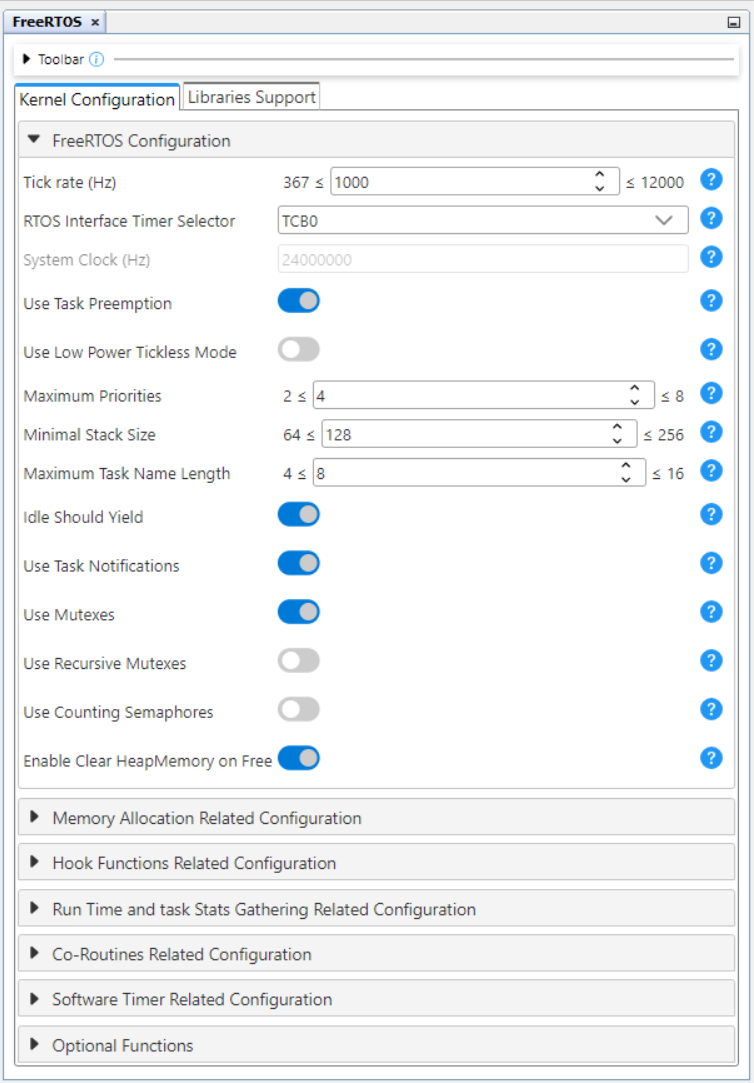 FreeRTOS ×
Toolbar i
Kernel Configuration Libraries Support
FreeRTOS Configuration
Tick rate (Hz) 367 ≤ 1000 ≤ 12000 ?
RTOS Interface Timer Selector TCB0 ?
System Clock (Hz) 24000000 ?
Use Task Preemption ?
Use Low Power Tickless Mode ?
Maximum Priorities 2 ≤ 4 ≤ 8 ?
Minimal Stack Size 64 ≤ 128 ≤ 256 ?
Maximum Task Name Length 4 ≤ 8 ≤ 16 ?
Idle Should Yield ?
Use Task Notifications ?
Use Mutexes ?
Use Recursive Mutexes ?
Use Counting Semaphores ?
Enable Clear HeapMemory on Free ?
Memory Allocation Related Configuration
Hook Functions Related Configuration
Run Time and task Stats Gathering Related Configuration
Co-Routines Related Configuration
Software Timer Related Configuration
Optional Functions